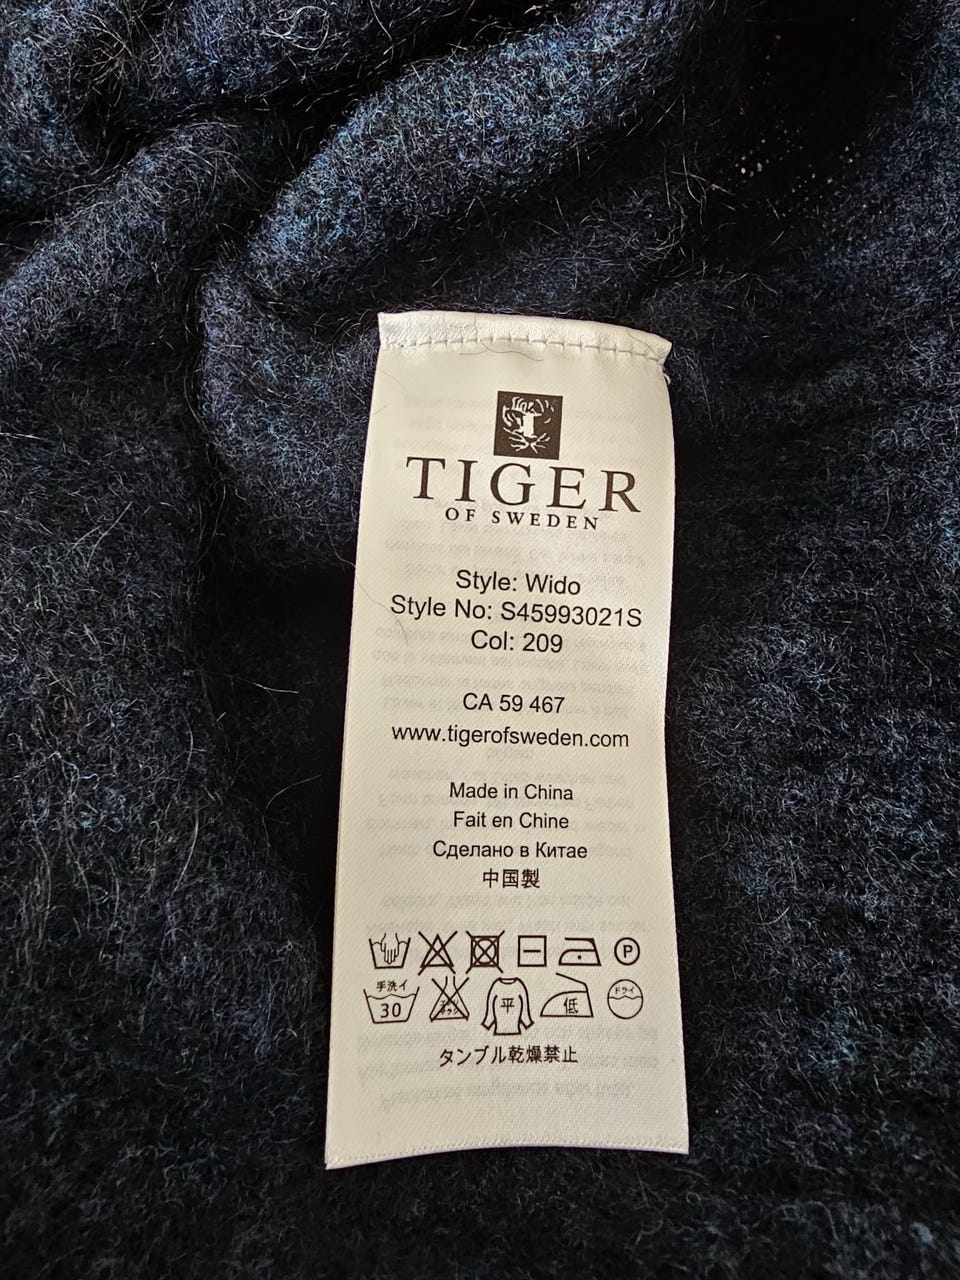 TIGER
OF SWEDEN
Style: Wido
Style No: S45993021S
Col: 209
CA 59 467
www.tigerofsweden.com
Made in China
Fait en Chine
Сделано в Китае
中国製
P
手洗イ
30
平
低
ドライ
タンブル乾燥禁止